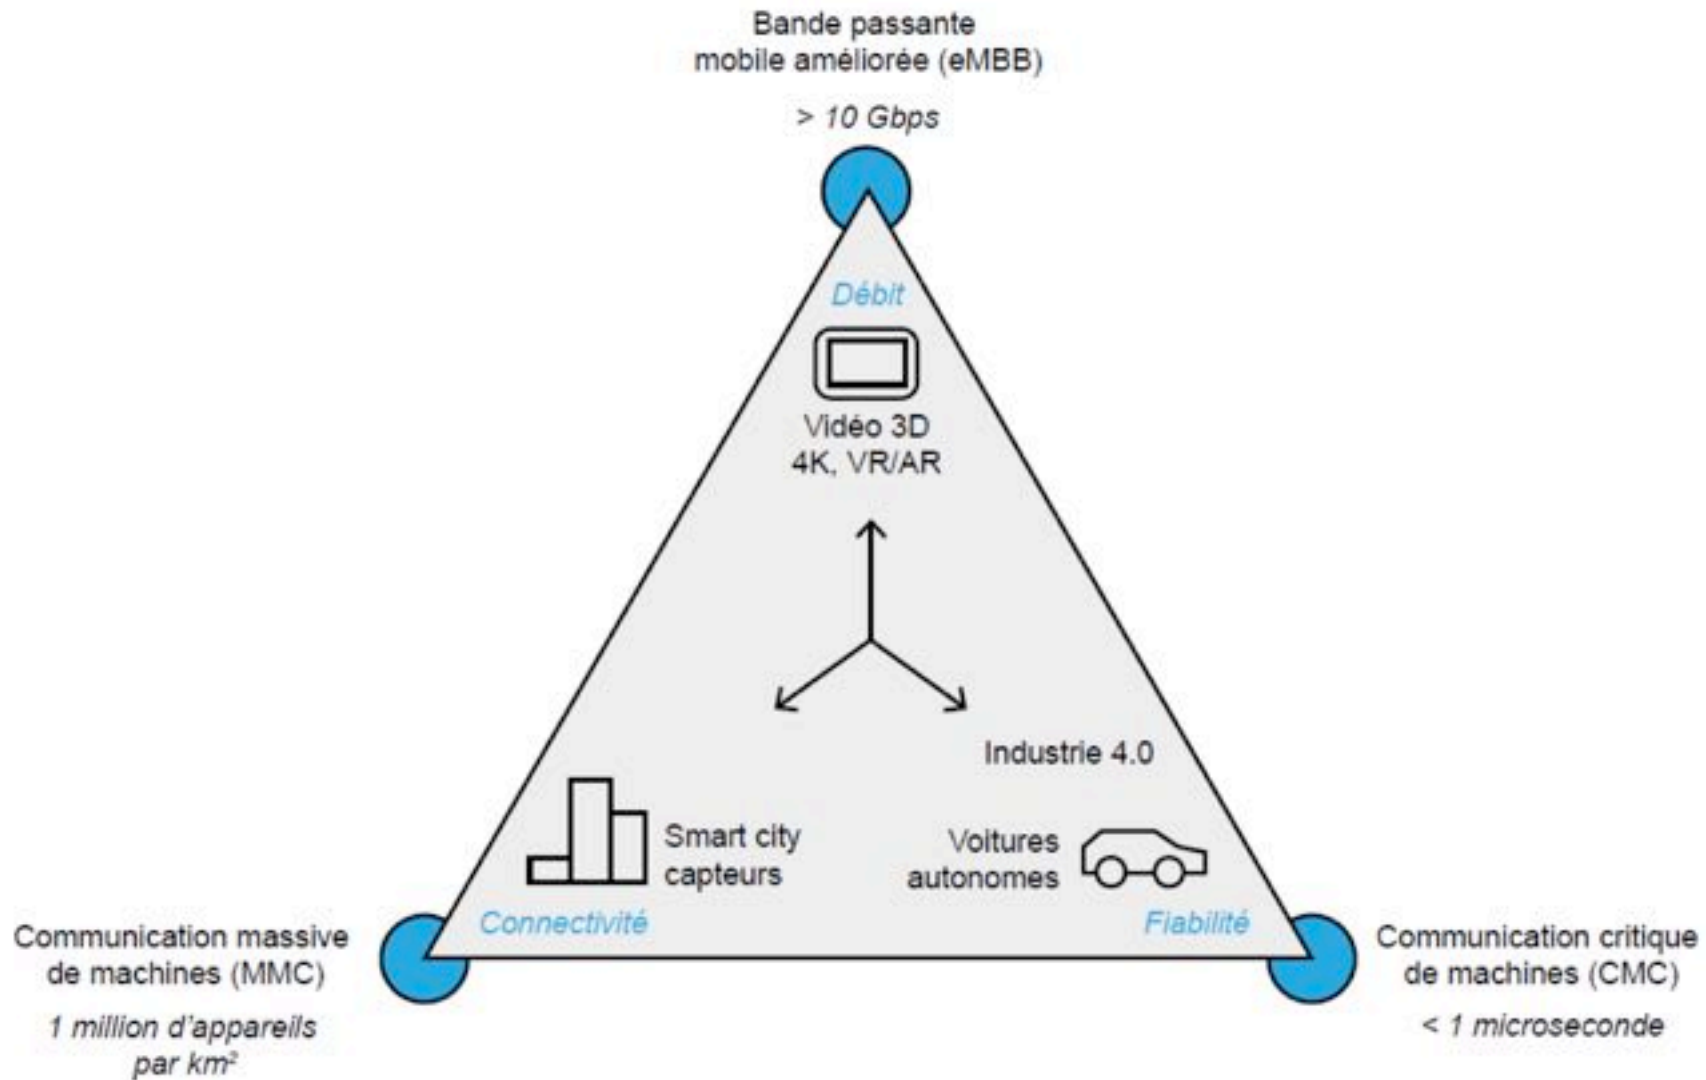 Bande passante
mobile améliorée (eMBB)
> 10 Gbps
Débit
Vidéo 3D
4K, VR/AR
Industrie 4.0
Smart city
capteurs
Voitures
autonomes
Connectivité
Fiabilité
Communication massive
de machines (MMC)
1 million d'appareils
par km²
Communication critique
de machines (CMC)
< 1 microseconde